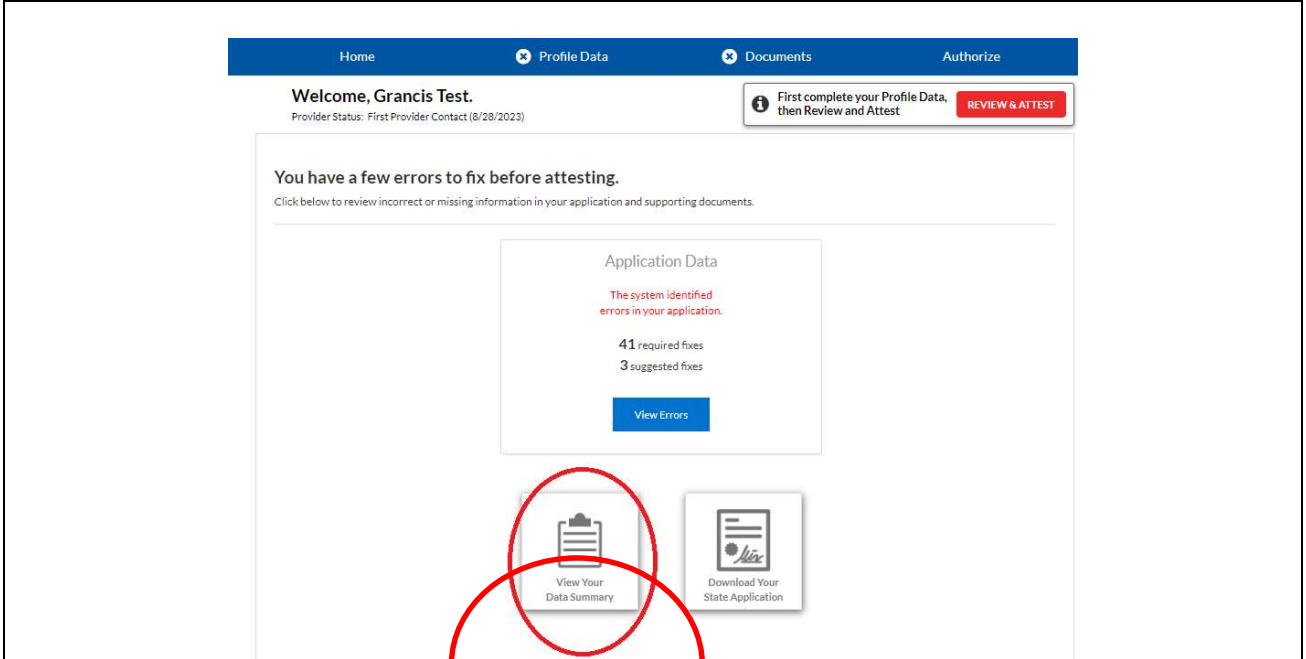 Home Profile Data Documents Authorize
Welcome, Grancis Test.
Provider Status: First Provider Contact (8/28/2023)
First complete your Profile Data,
then Review and Attest
REVIEW & ATTEST
You have a few errors to fix before attesting.
Click below to review incorrect or missing information in your application and supporting documents.
Application Data
The system identified
errors in your application.
41 required fixes
3 suggested fixes
View Errors
View Your
Data Summary
Download Your
State Application